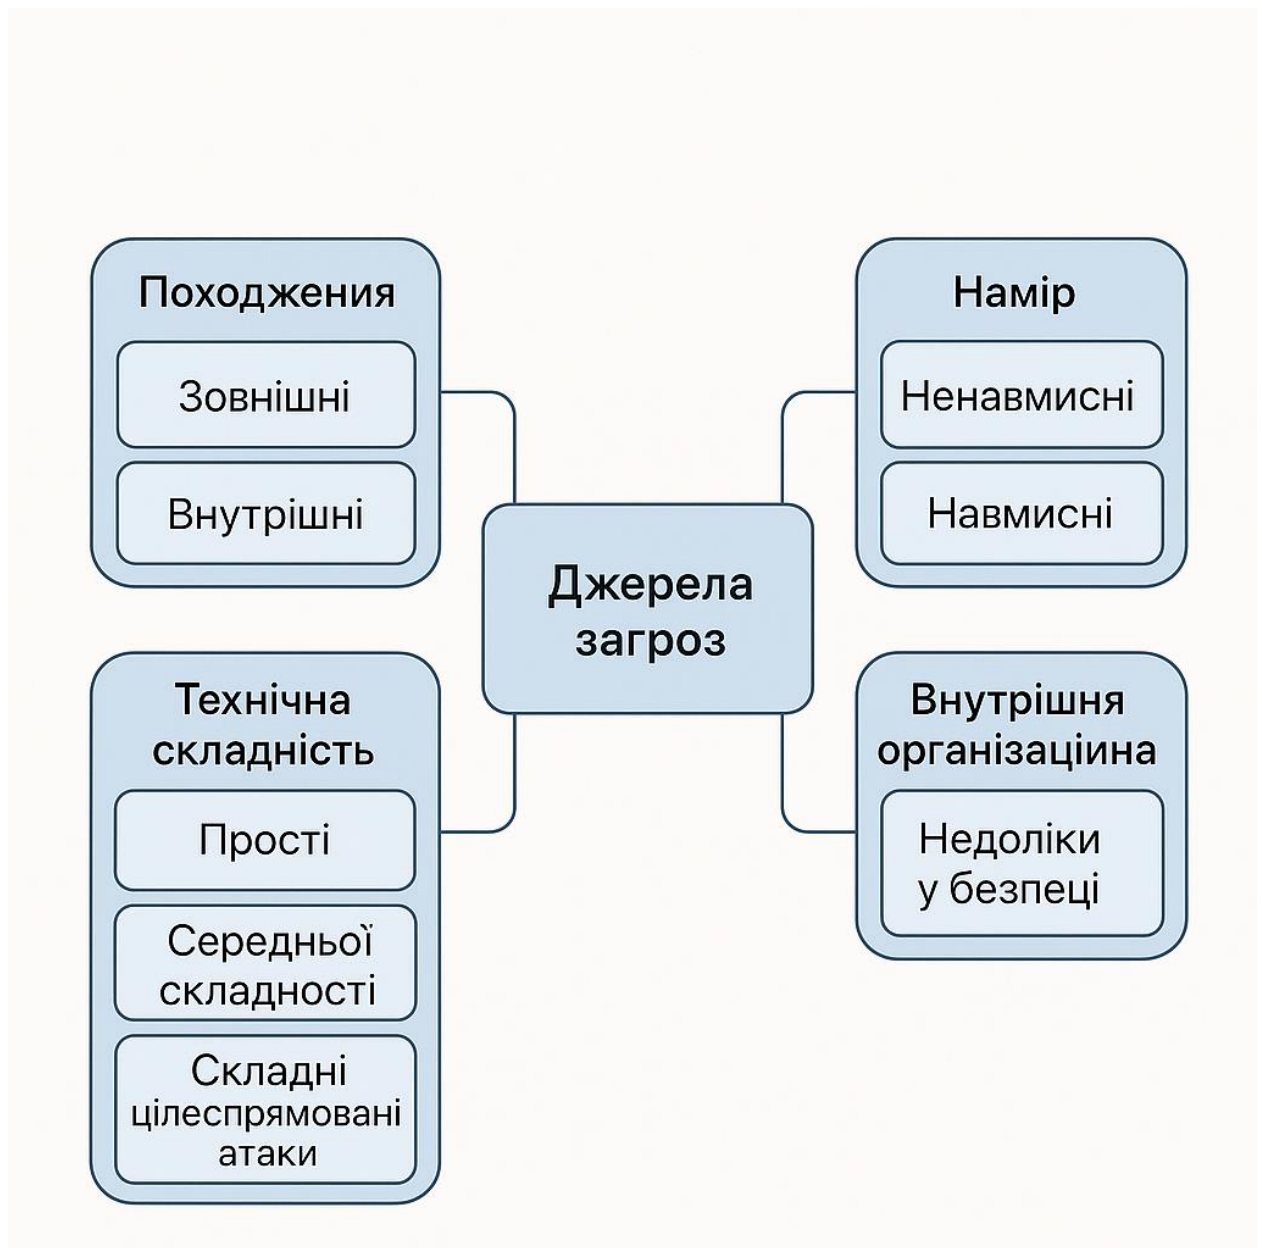 Походжения
Зовнішні
Внутрішні
Намір
Ненавмисні
Навмисні
Джерела
загроз
Технічна
складність
Прості
Середньої
складності
Складні
цілеспрямовані
атаки
Внутрішня
організаціина
Недоліки
у безпеці